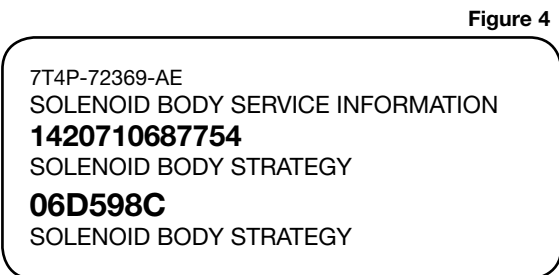 Figure 4
7T4P-72369-AE
SOLENOID BODY SERVICE INFORMATION
1420710687754
SOLENOID BODY STRATEGY
06D598C
SOLENOID BODY STRATEGY